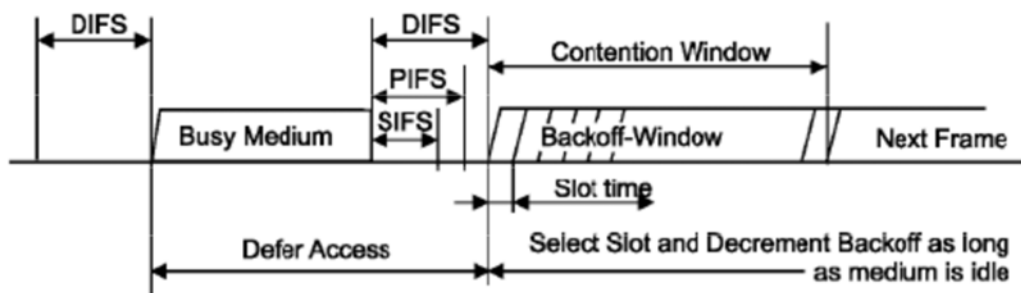 DIFS
DIFS
Contention Window
PIFS
SIFS
Busy Medium
Backoff-Window
Next Frame
Slot time
Defer Access
Select Slot and Decrement Backoff as long
as medium is idle